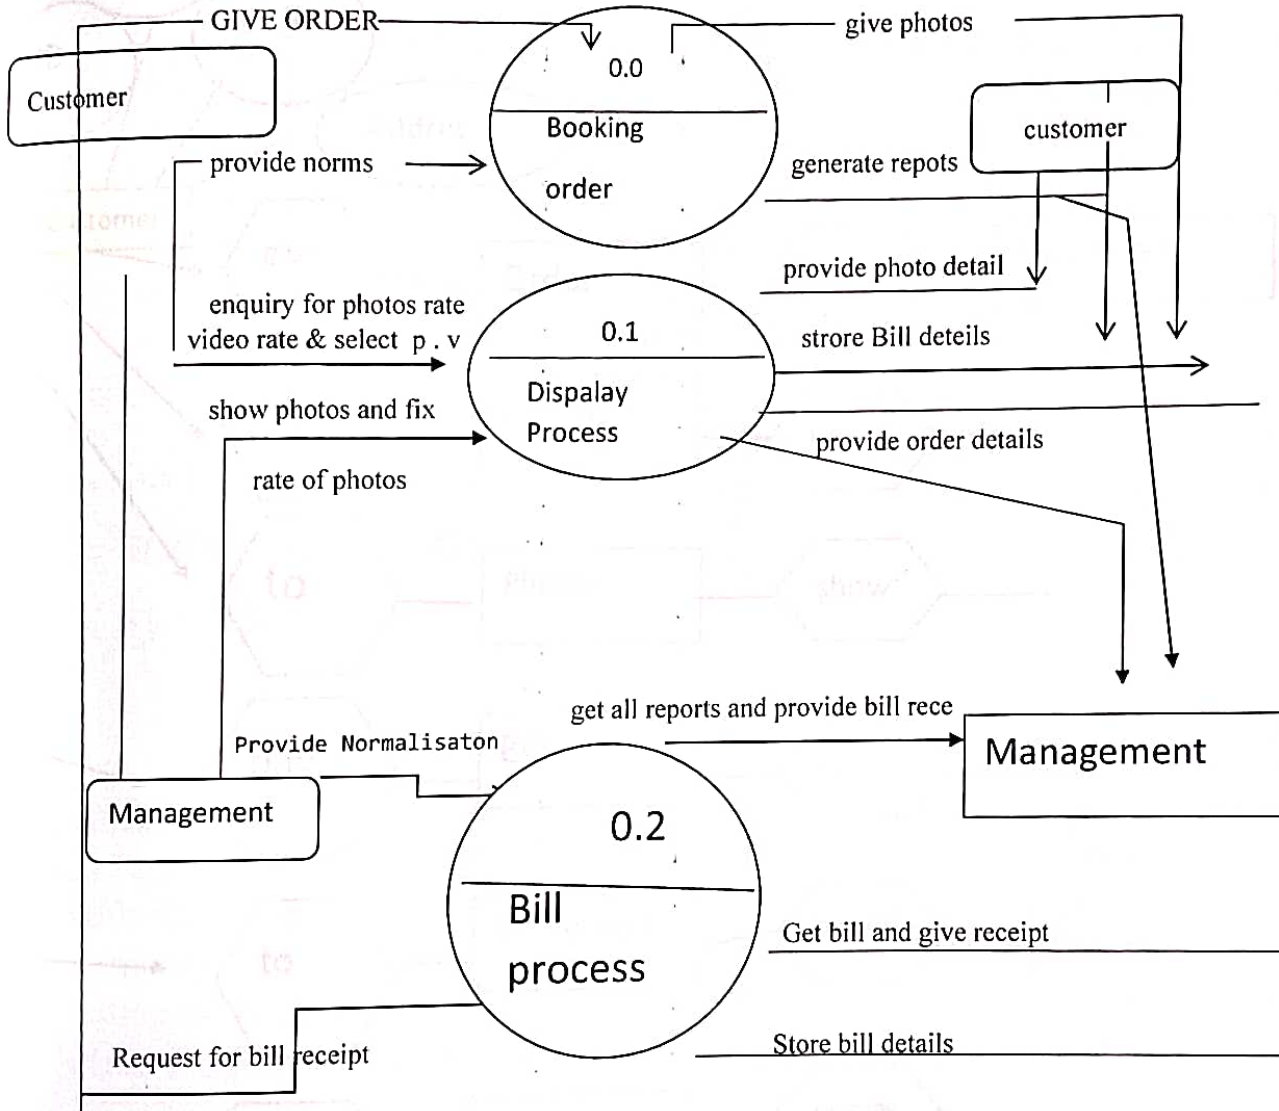 GIVE ORDER
give photos
0.0
Customer
customer
Booking
provide norms
generate repots
order
provide photo detail
enquiry for photos rate
0.1
strore Bill deteils
video rate & select p . v
Dispalay
show photos and fix
Process
provide order details
rate of photos
get all reports and provide bill rece
Provide Normalisaton
Management
Management
0.2
Bill
Get bill and give receipt
process
Store bill details
Request for bill receipt